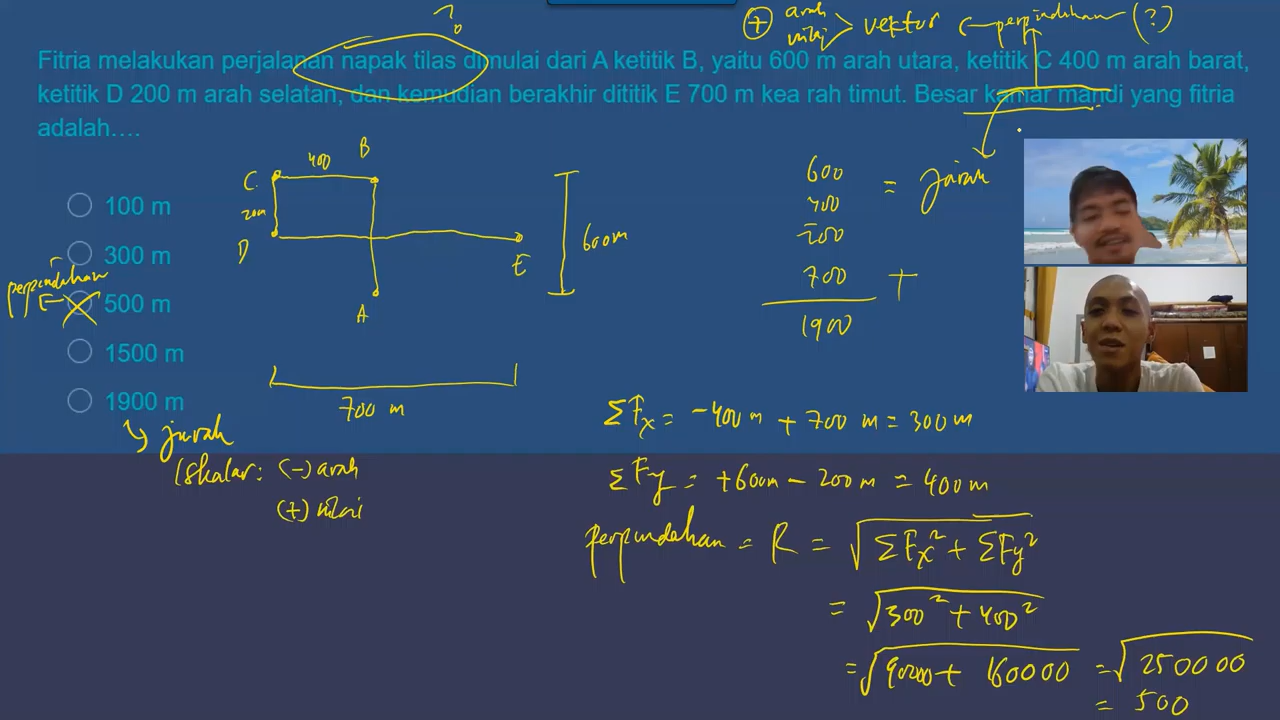 (+) arah
nilai > vektor ← perpindahan (?)
Fitria melakukan perjalanan napak tilas dimulai dari A ketitik B, yaitu 600 m arah utara, ketitik C 400 m arah barat,
ketitik D 200 m arah selatan, dan kemudian berakhir dititik E 700 m kea rah timut. Besar kamar mandi yang fitria
adalah….
100 m
300 m
perpindahan
500 m
1500 m
1900 m
↳ jarak
(skalar: (-) arah
(+) nilai
B
400
C
200
D
E
A
600 m
700 m
600
400
200
700 +
1900
= Jarak
ΣFx = -400 m + 700 m = 300 m
ΣFy = +600m - 200 m = 400 m
perpindahan = R = √ΣFx² + ΣFy²
= √300² + 400²
= √90000 + 160000 = √250000
= 500